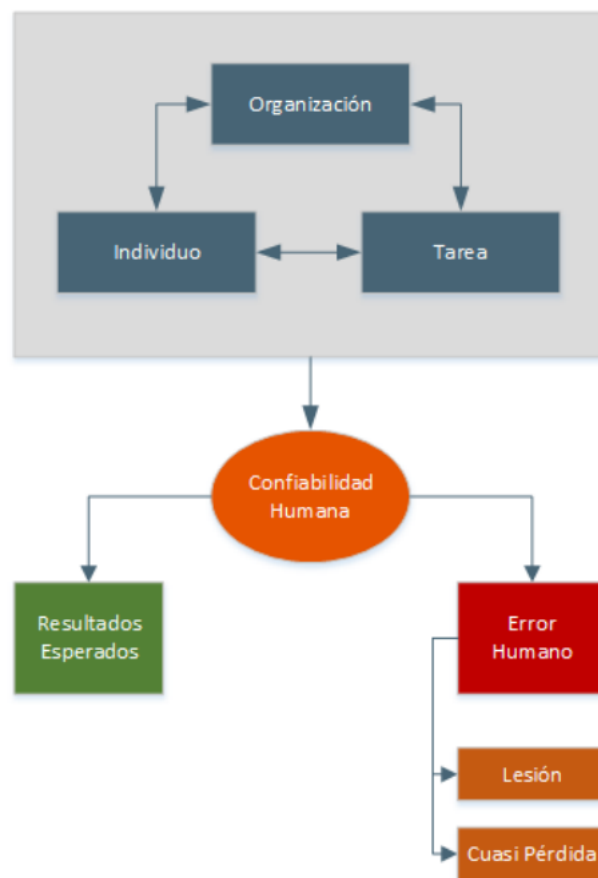 Organización
Individuo
Tarea
Confiabilidad
Humana
Resultados
Esperados
Error
Humano
Lesión
Cuasi Pérdida